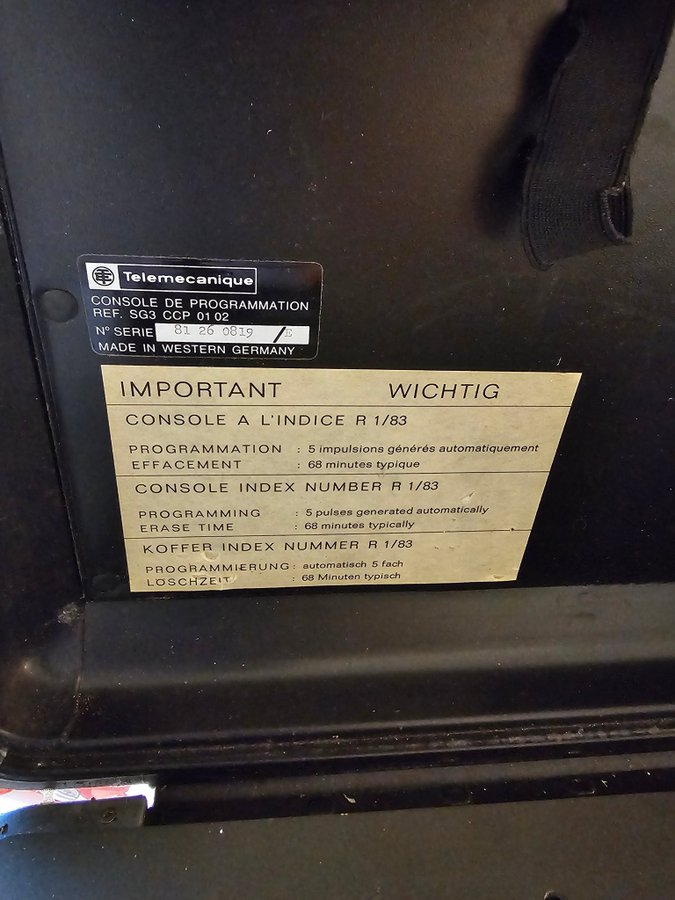 Telemecanique
CONSOLE DE PROGRAMMATION
REF. SG3 CCP 01 02
N° SERIE 81 26 0819 /E
MADE IN WESTERN GERMANY
IMPORTANT WICHTIG
CONSOLE A L'INDICE R 1/83
PROGRAMMATION : 5 impulsions générés automatiquement
EFFACEMENT : 68 minutes typique
CONSOLE INDEX NUMBER R 1/83
PROGRAMMING : 5 pulses generated automatically
ERASE TIME : 68 minutes typically
KOFFER INDEX NUMMER R 1/83
PROGRAMMIERUNG : automatisch 5 fach
LÖSCHZEIT : 68 Minuten typisch